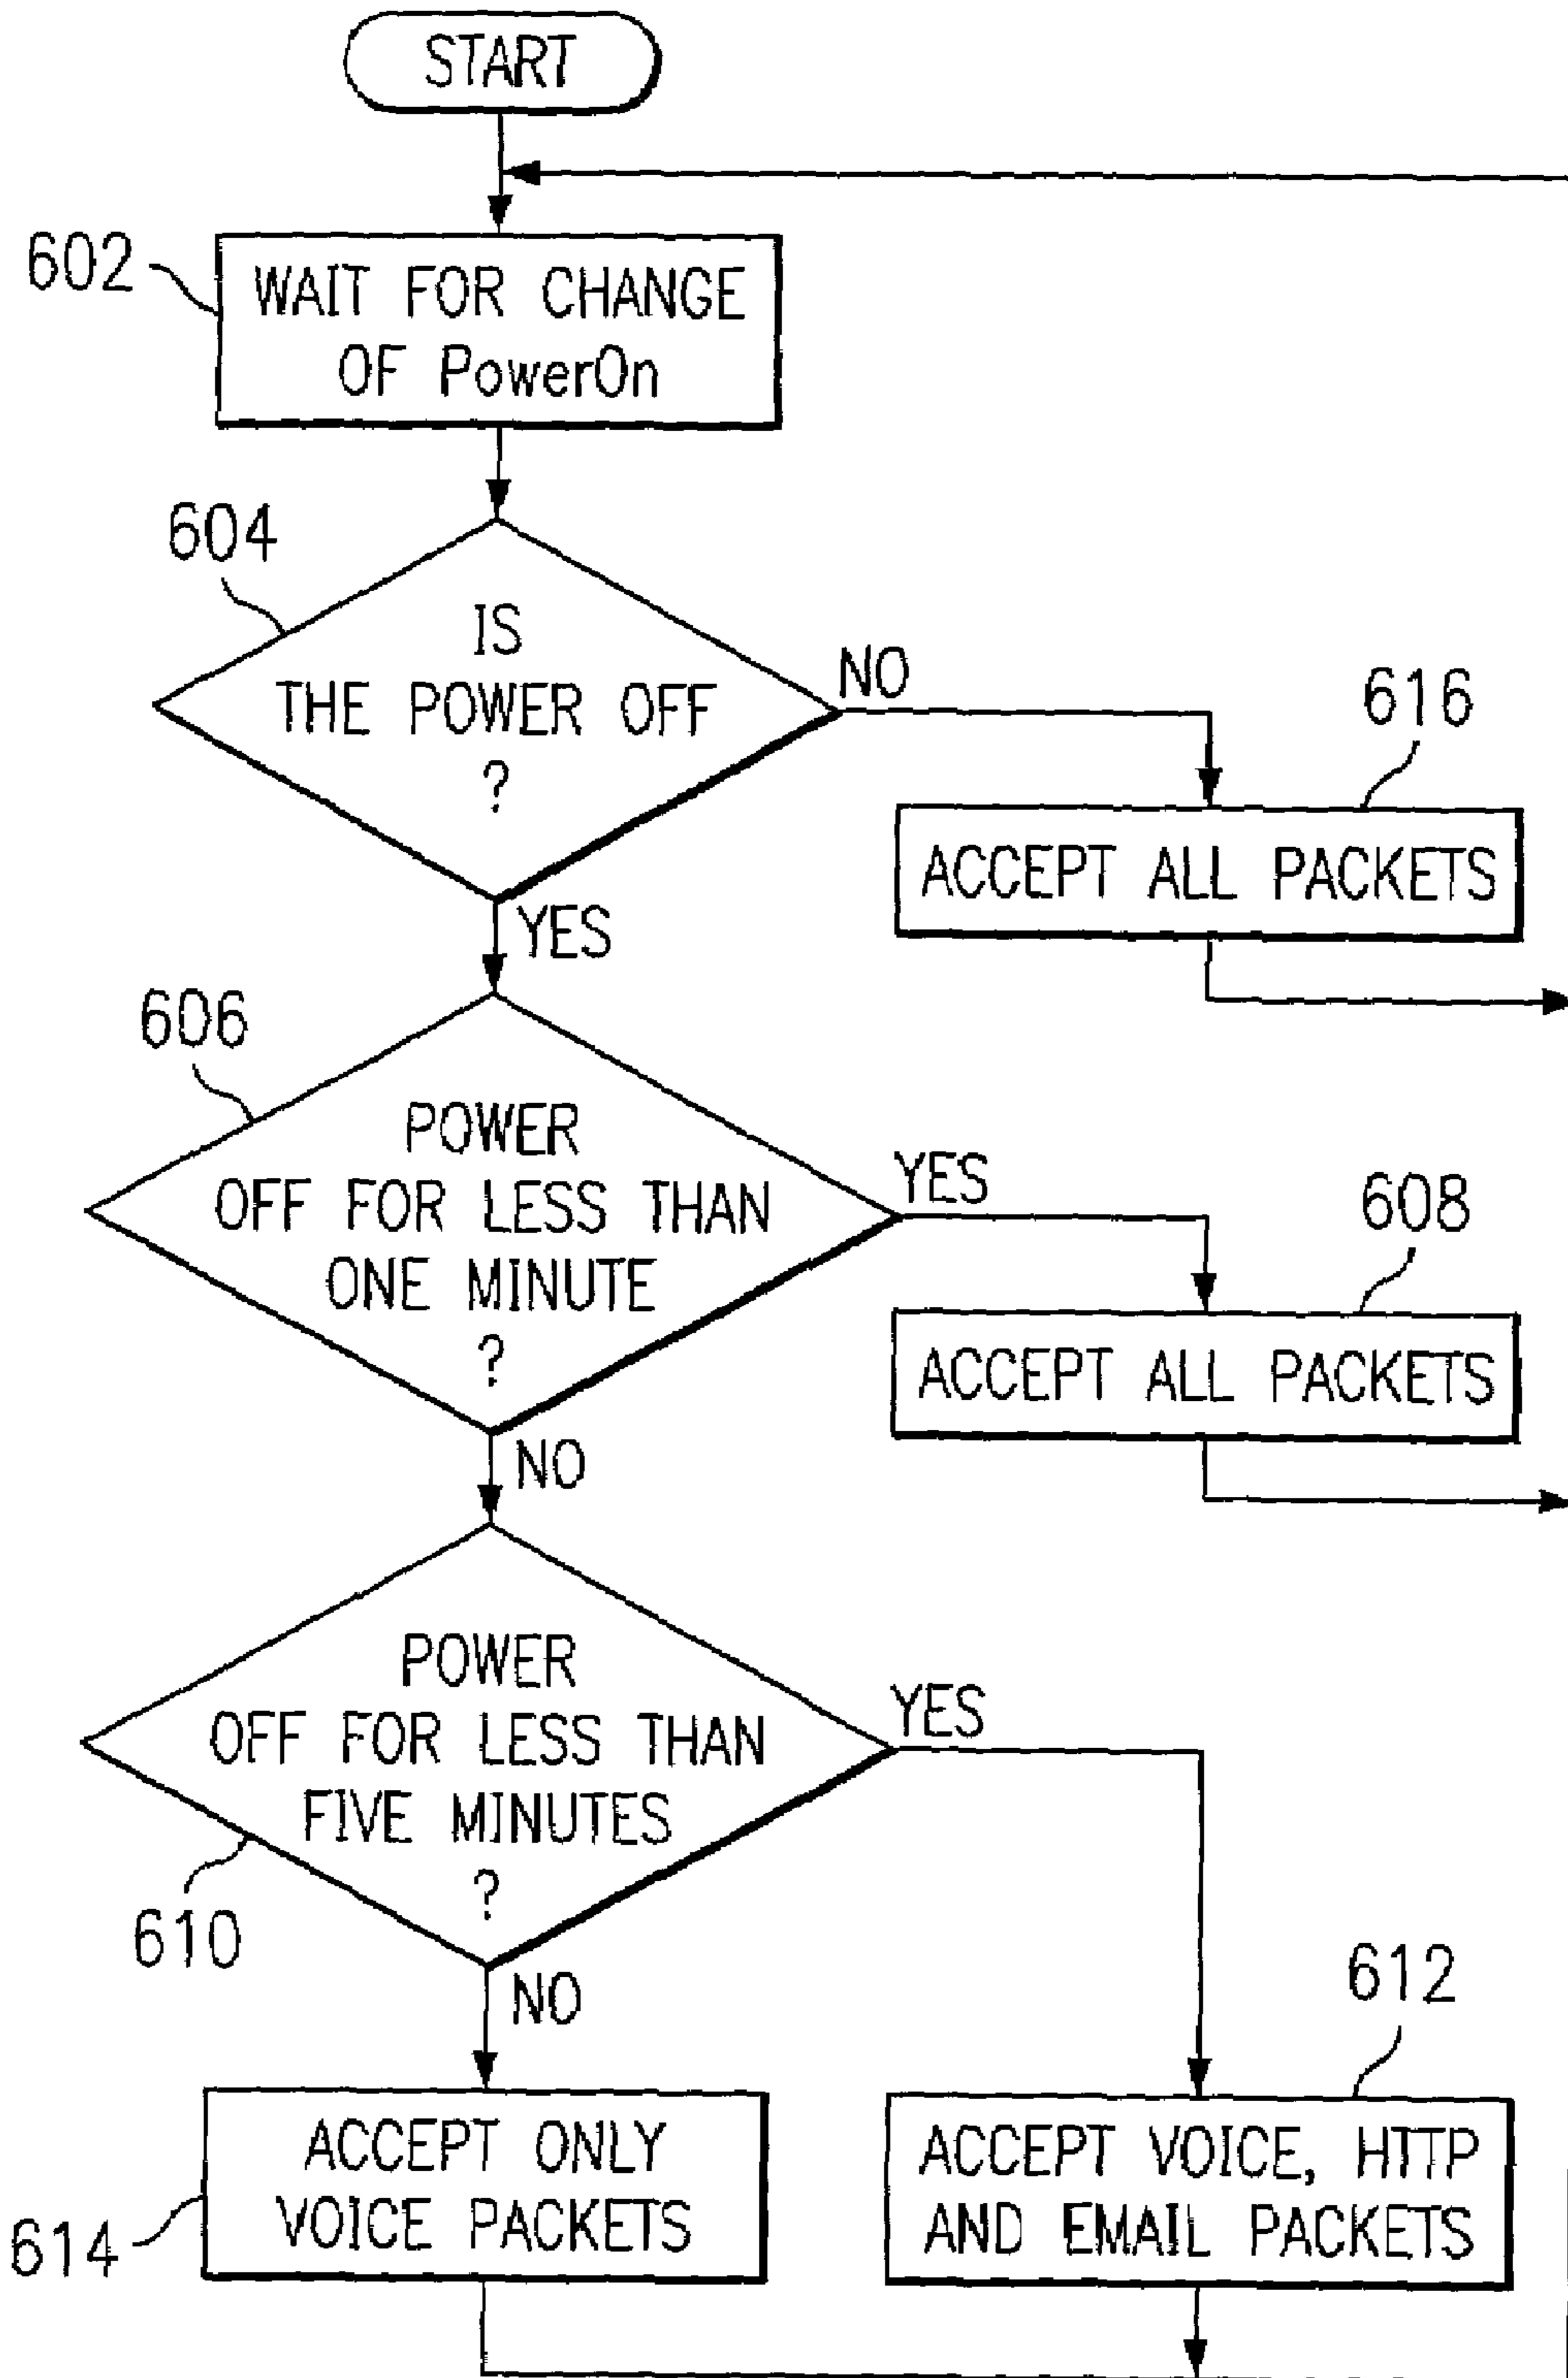 START
602
WAIT FOR CHANGE
OF PowerOn
604
IS
THE POWER OFF
?
NO
616
ACCEPT ALL PACKETS
YES
606
POWER
OFF FOR LESS THAN
ONE MINUTE
?
YES
608
ACCEPT ALL PACKETS
NO
POWER
OFF FOR LESS THAN
FIVE MINUTES
?
YES
610
NO
612
ACCEPT ONLY
VOICE PACKETS
614
ACCEPT VOICE, HTTP
AND EMAIL PACKETS